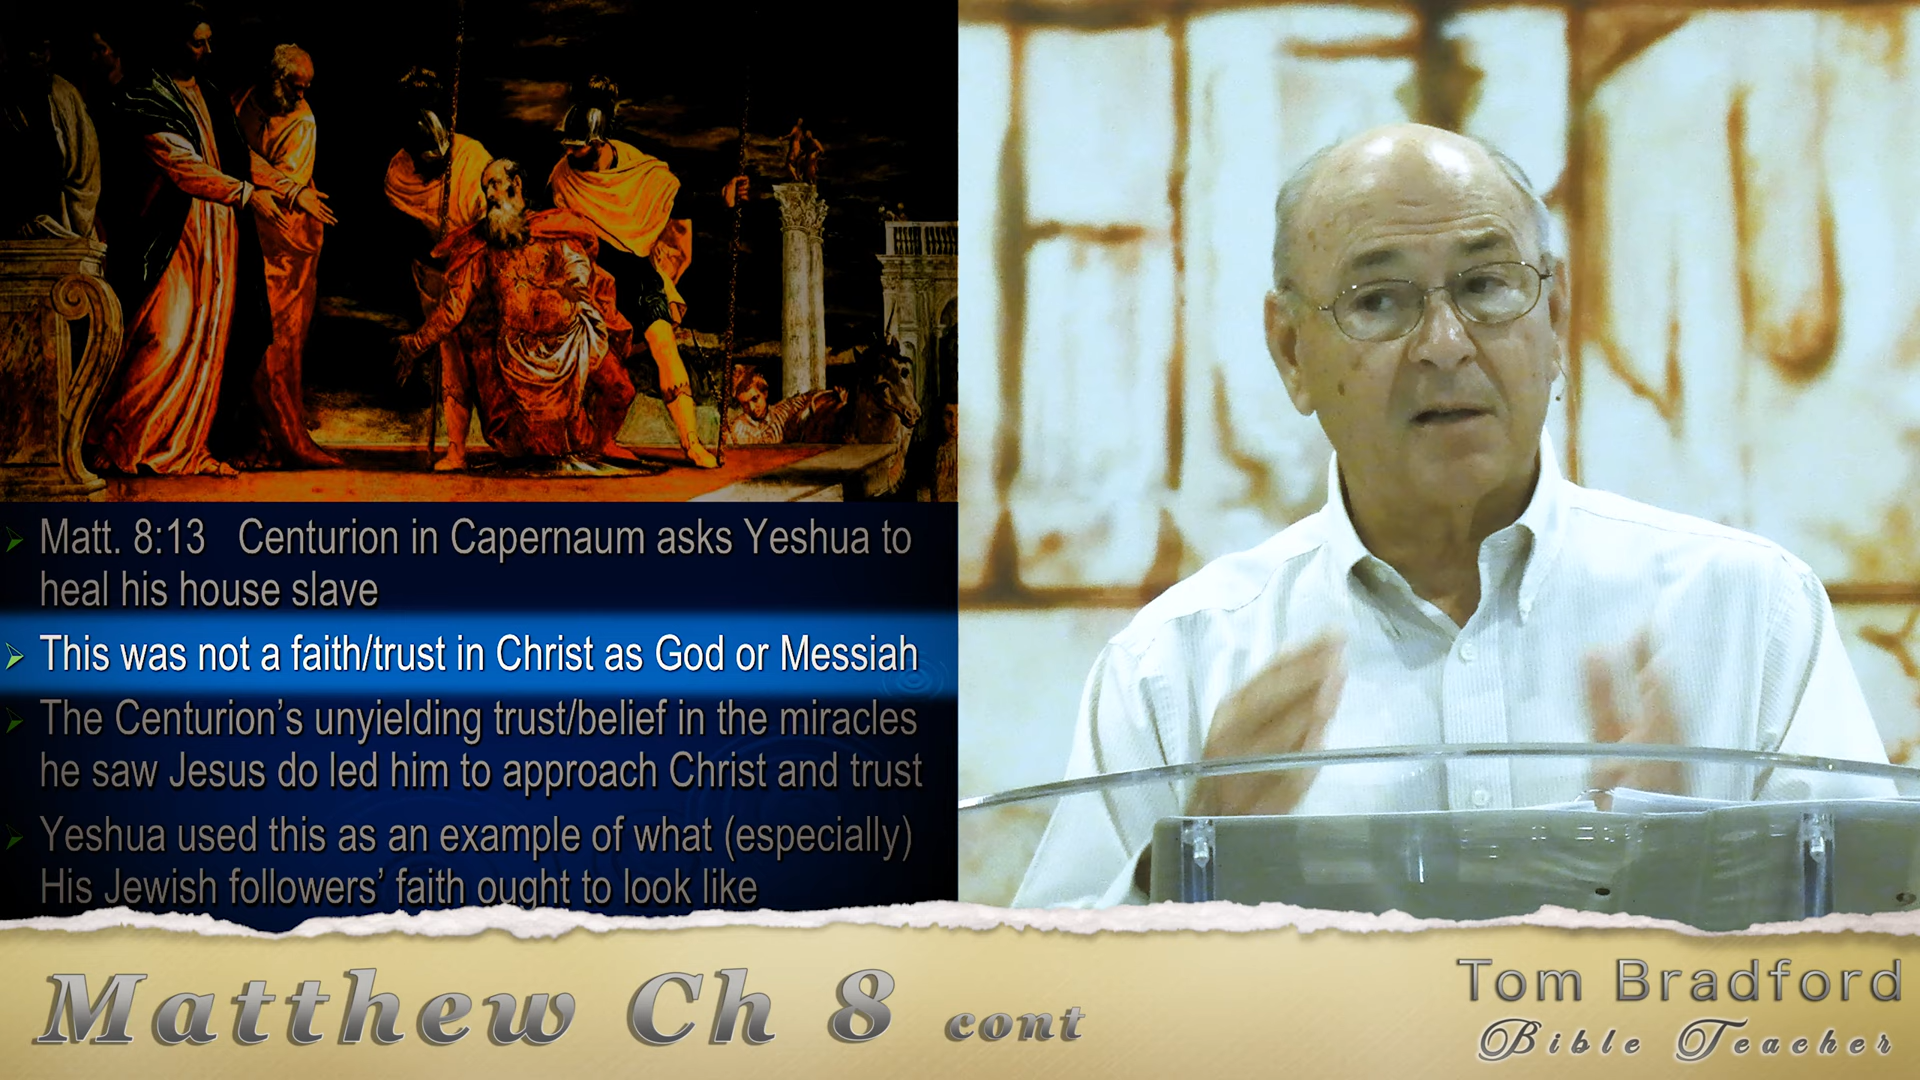 Matt. 8:13   Centurion in Capernaum asks Yeshua to
heal his house slave
This was not a faith/trust in Christ as God or Messiah
The Centurion’s unyielding trust/belief in the miracles
he saw Jesus do led him to approach Christ and trust
Yeshua used this as an example of what (especially)
His Jewish followers’ faith ought to look like
Matthew Ch 8 cont
Tom Bradford
Bible Teacher